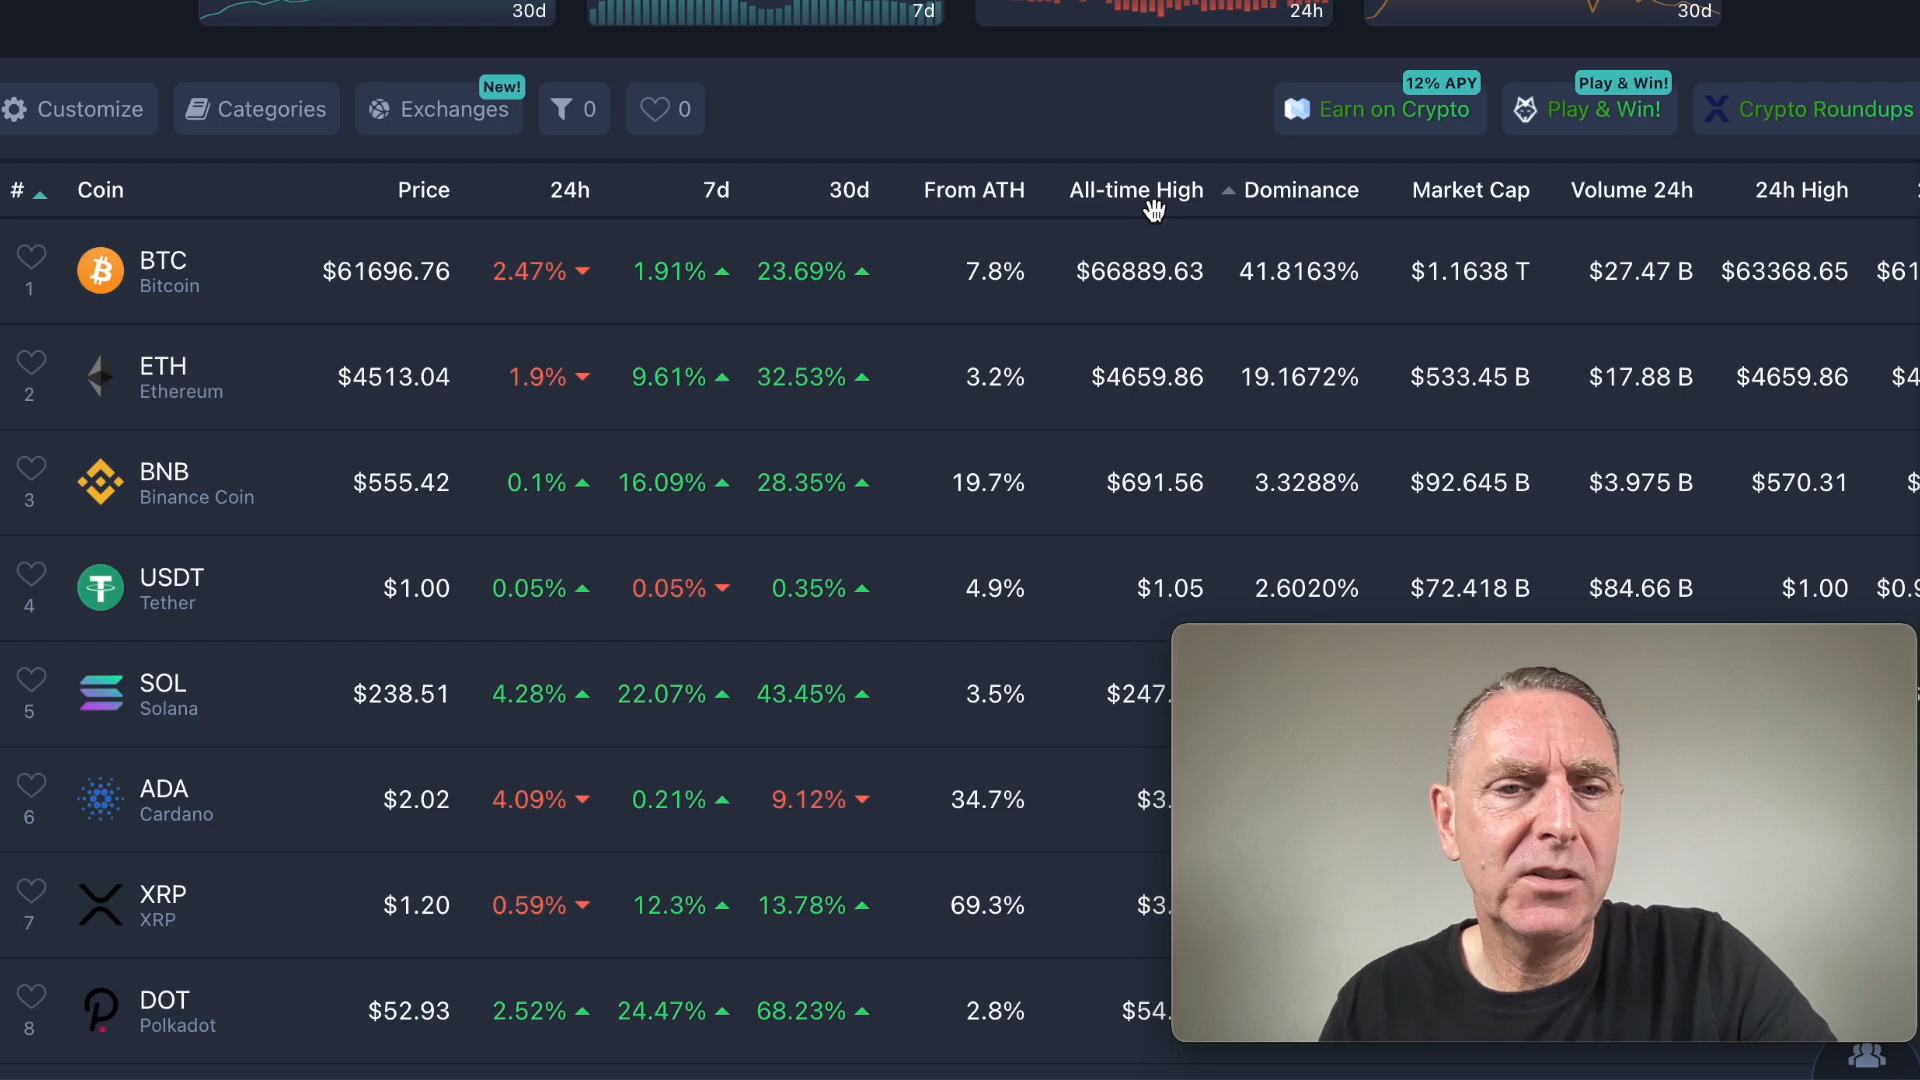 30d
7d
24h
30d
Customize
Categories
Exchanges
New!
0
0
12% APY
Earn on Crypto
Play & Win!
Play & Win!
Crypto Roundups
# Coin Price 24h 7d 30d From ATH All-time High Dominance Market Cap Volume 24h 24h High
1 BTC Bitcoin $61696.76 2.47% 1.91% 23.69% 7.8% $66889.63 41.8163% $1.1638 T $27.47 B $63368.65 $61
2 ETH Ethereum $4513.04 1.9% 9.61% 32.53% 3.2% $4659.86 19.1672% $533.45 B $17.88 B $4659.86 $4
3 BNB Binance Coin $555.42 0.1% 16.09% 28.35% 19.7% $691.56 3.3288% $92.645 B $3.975 B $570.31 $
4 USDT Tether $1.00 0.05% 0.05% 0.35% 4.9% $1.05 2.6020% $72.418 B $84.66 B $1.00 $0.9
5 SOL Solana $238.51 4.28% 22.07% 43.45% 3.5% $247.
6 ADA Cardano $2.02 4.09% 0.21% 9.12% 34.7% $3.
7 XRP XRP $1.20 0.59% 12.3% 13.78% 69.3% $3.
8 DOT Polkadot $52.93 2.52% 24.47% 68.23% 2.8% $54.